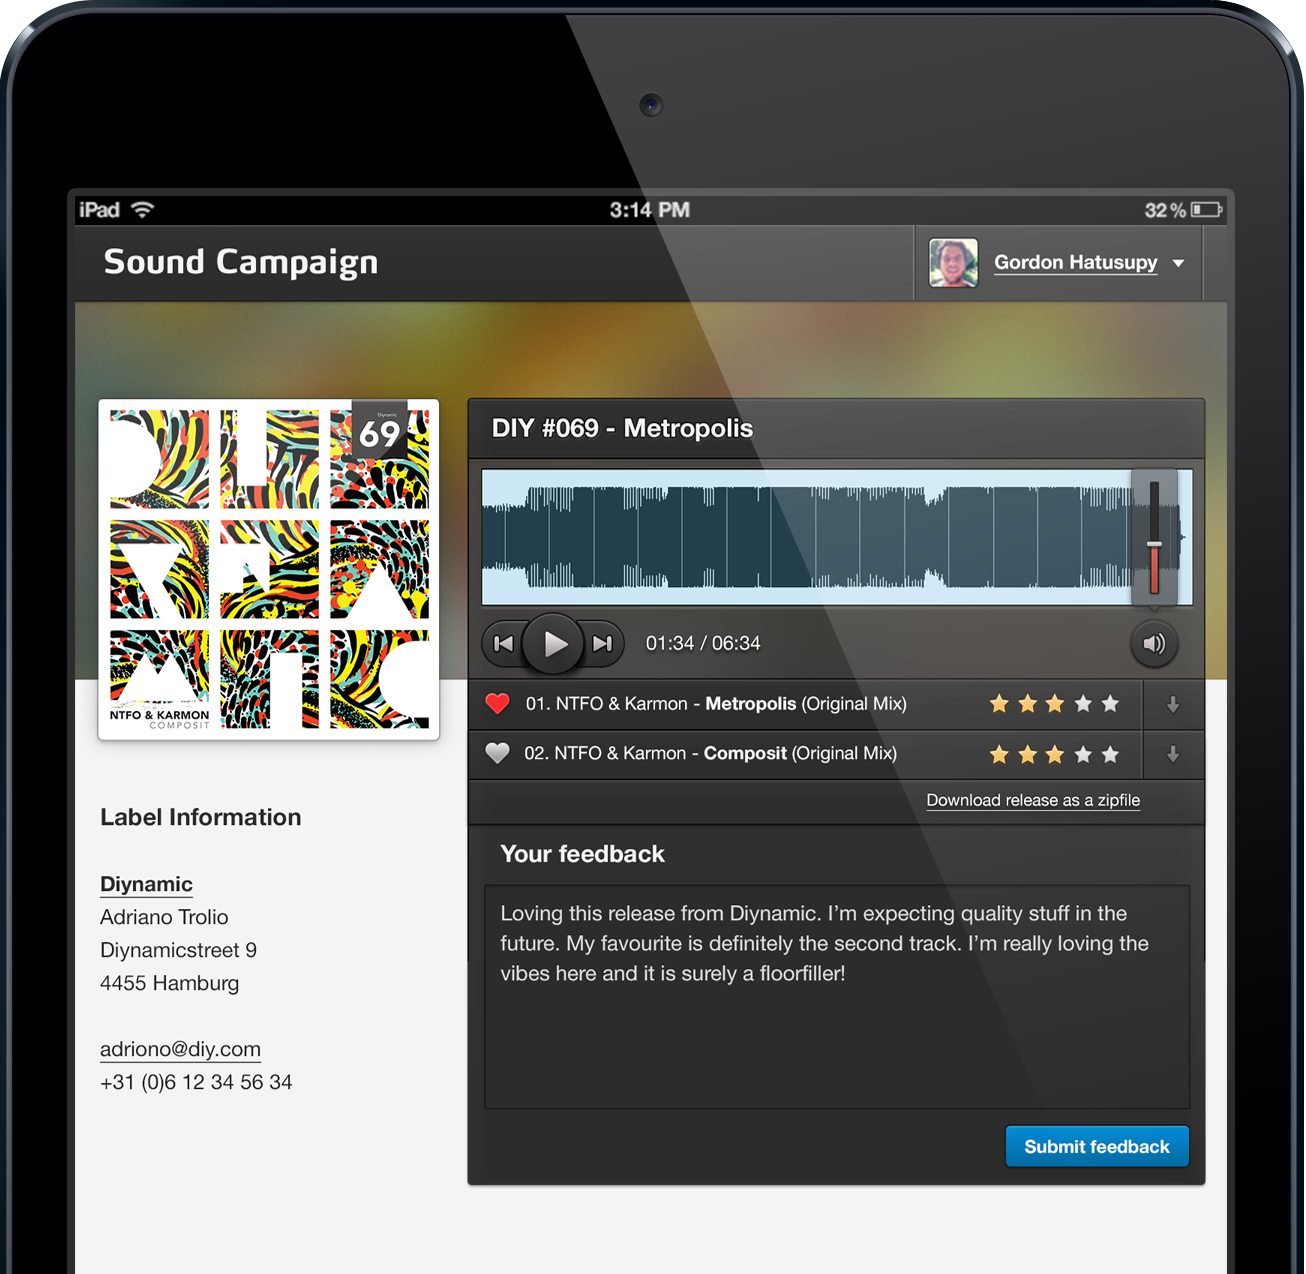 iPad
3:14 PM
32 %
Sound Campaign
Gordon Hatusupy
Diynamic
69
NTFO & KARMON
COMPOSIT
DIY #069 - Metropolis
01:34 / 06:34
01. NTFO & Karmon - Metropolis (Original Mix)
02. NTFO & Karmon - Composit (Original Mix)
Download release as a zipfile
Label Information
Diynamic
Adriano Trolio
Diynamicstreet 9
4455 Hamburg
adriono@diy.com
+31 (0)6 12 34 56 34
Your feedback
Loving this release from Diynamic. I'm expecting quality stuff in the
future. My favourite is definitely the second track. I'm really loving the
vibes here and it is surely a floorfiller!
Submit feedback